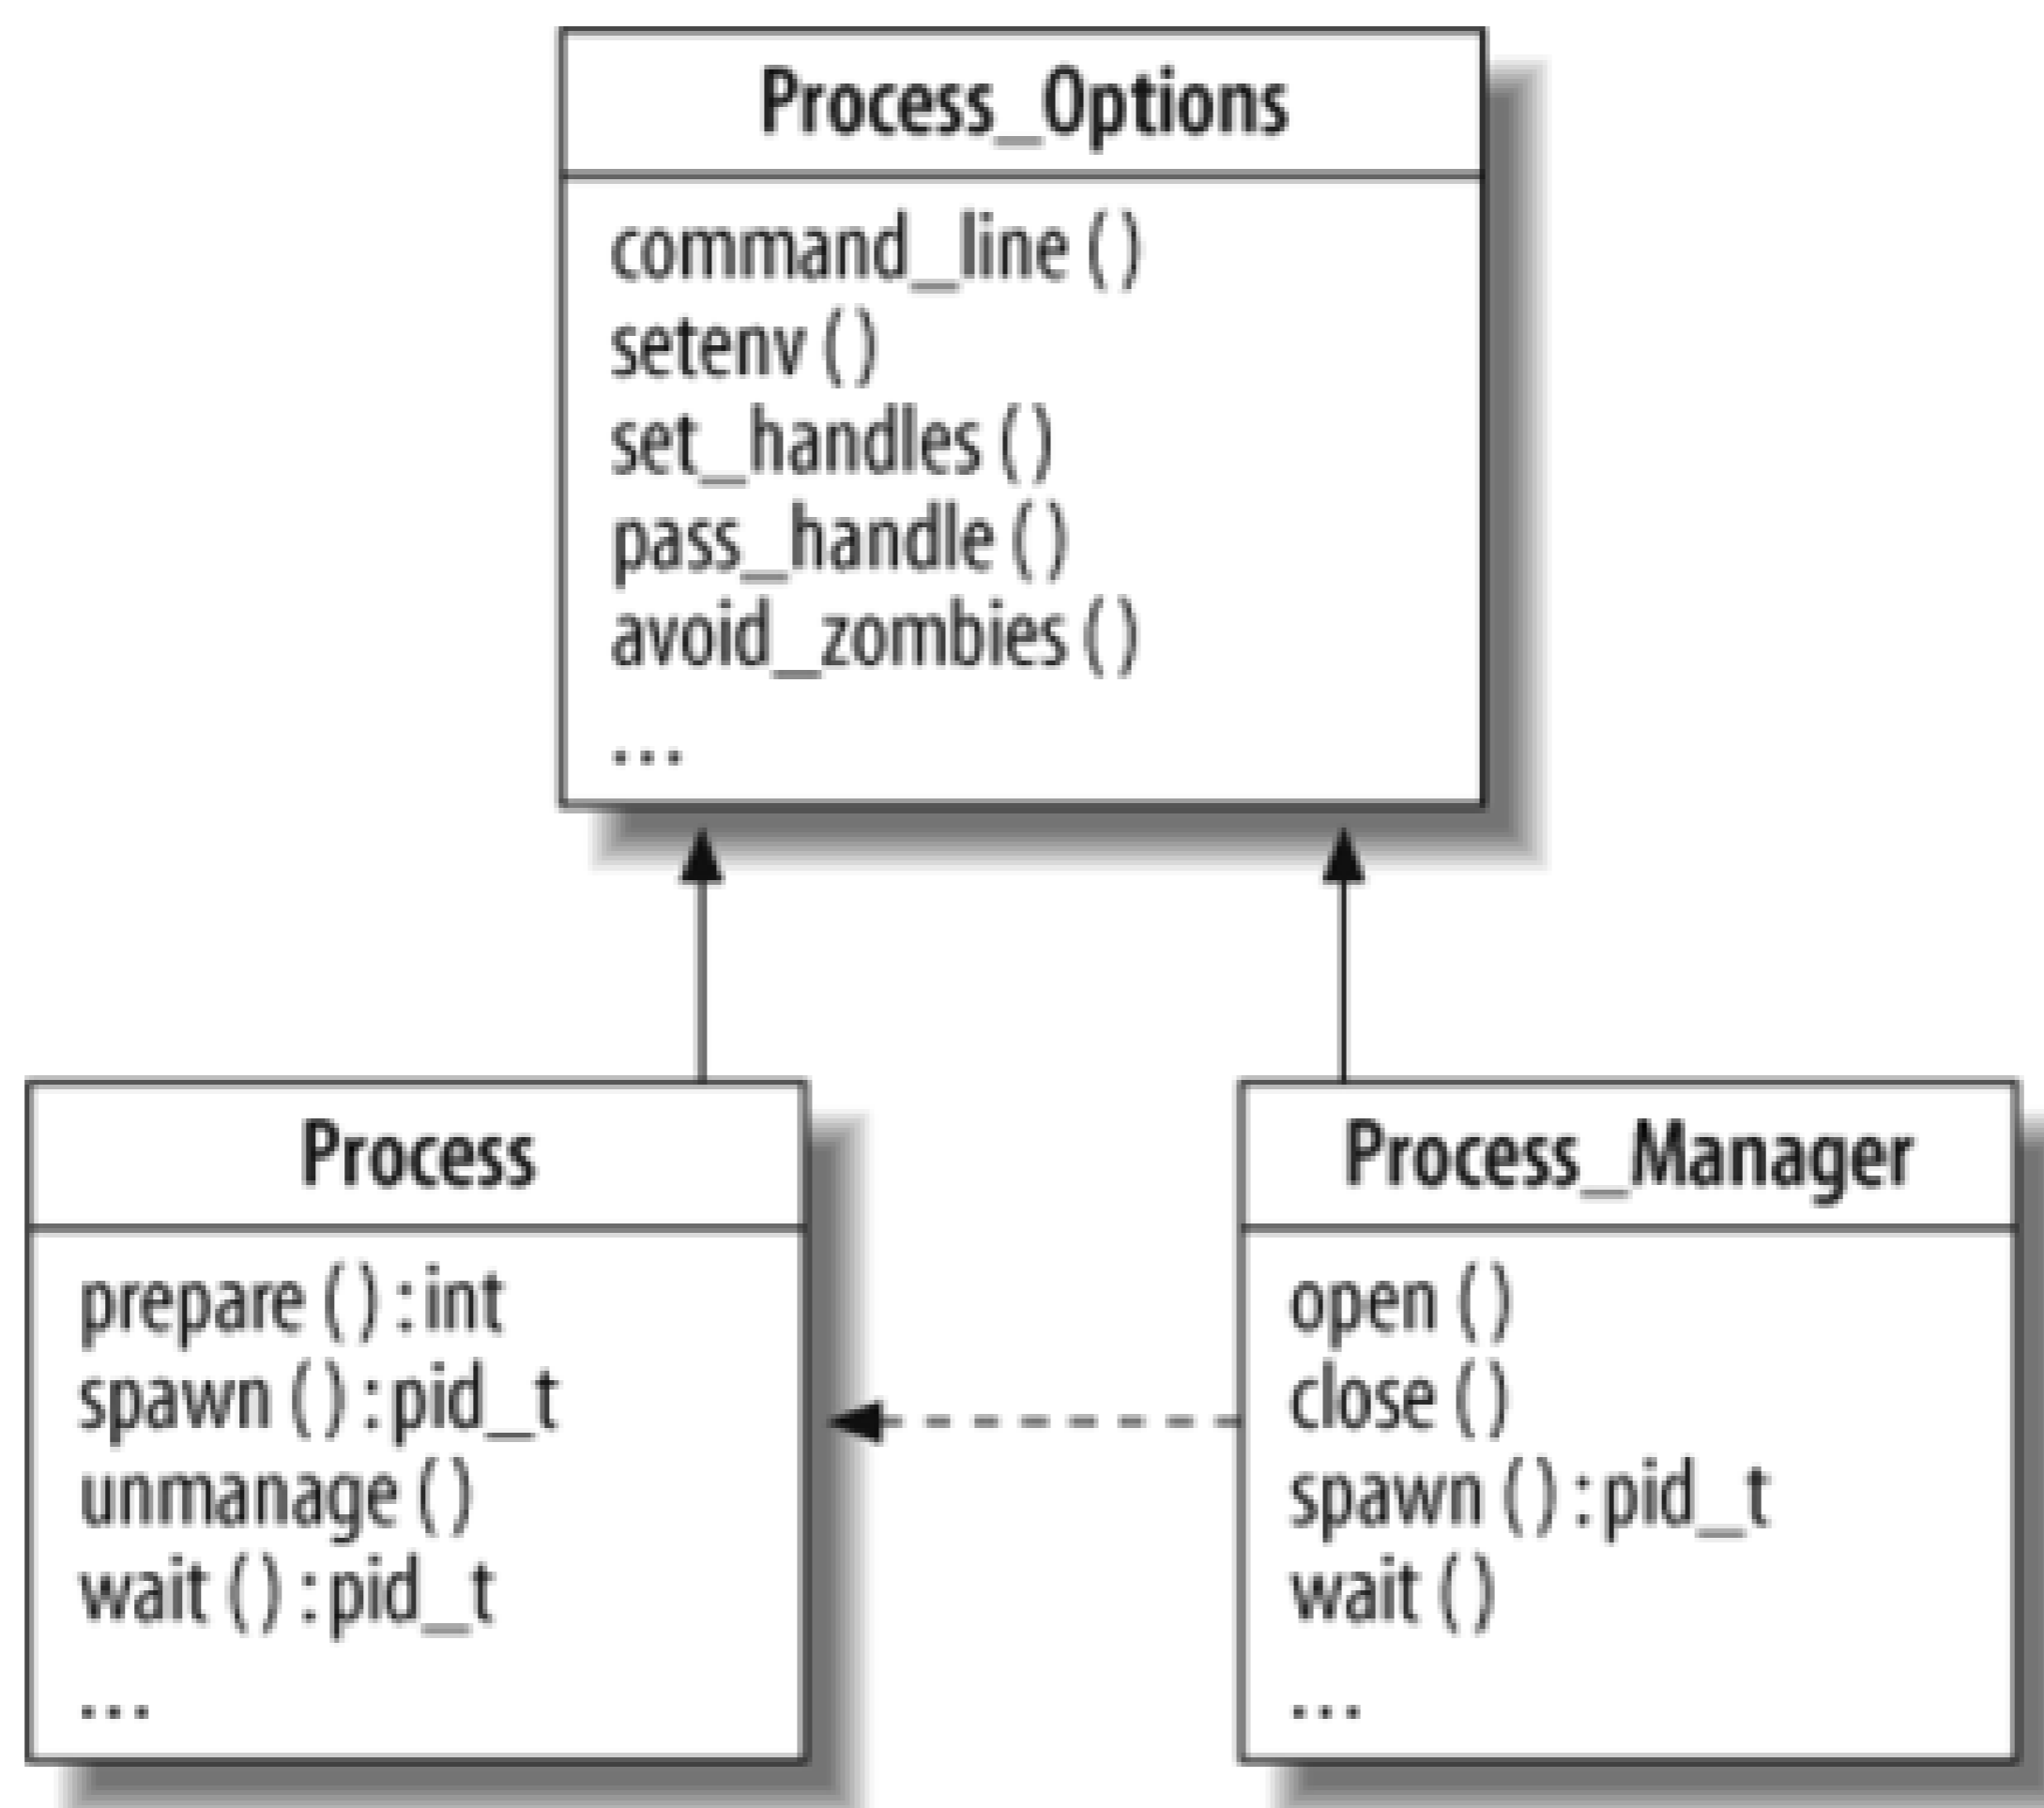 Process_Options
command_line ( )
setenv ( )
set_handles ( )
pass_handle ( )
avoid_zombies ( )
...
Process
prepare ( ) : int
spawn ( ) : pid_t
unmanage ( )
wait ( ) : pid_t
...
Process_Manager
open ( )
close ( )
spawn ( ) : pid_t
wait ( )
...